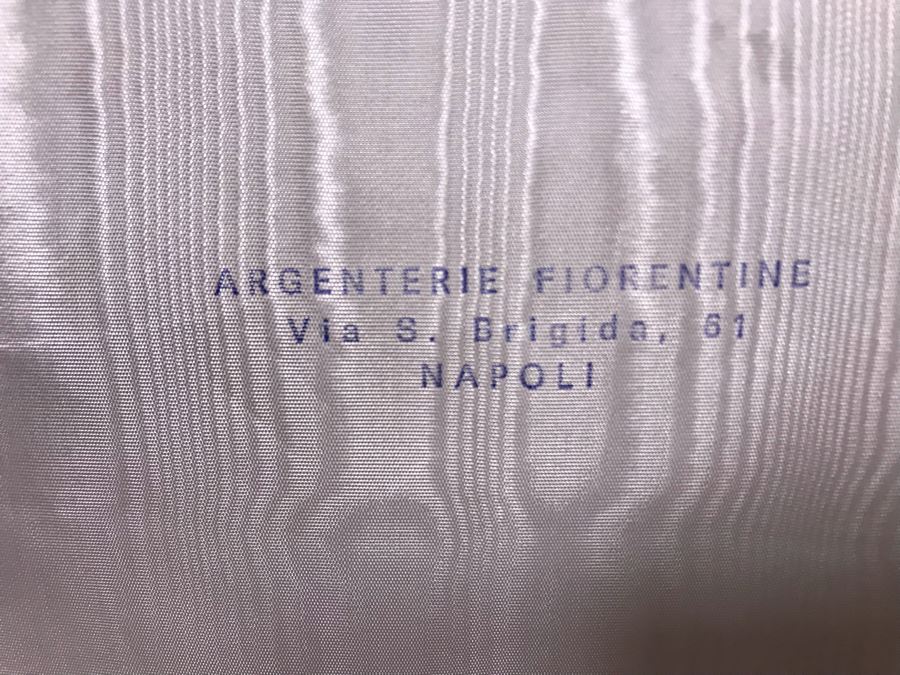 ARGENTERIE FIORENTINE
Via S. Brigida, 61
NAPOLI